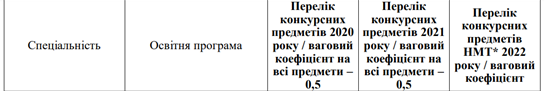 Спеціальність
Освітня програма
Перелік
конкурсних
предметів 2020
року / ваговий
коефіцієнт на
всі предмети –
0,5
Перелік
конкурсних
предметів 2021
року / ваговий
коефіцієнт на
всі предмети –
0,5
Перелік
конкурсних
предметів
НМТ* 2022
року / ваговий
коефіцієнт